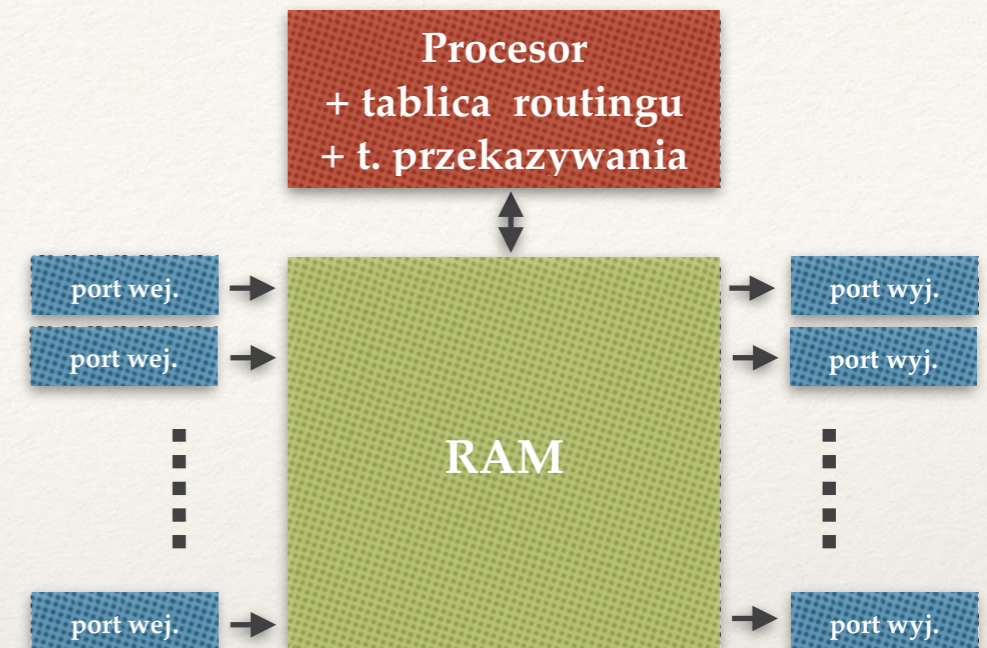 Procesor
+ tablica routingu
+ t. przekazywania
port wej.
port wyj.
port wej.
port wyj.
RAM
port wej.
port wyj.